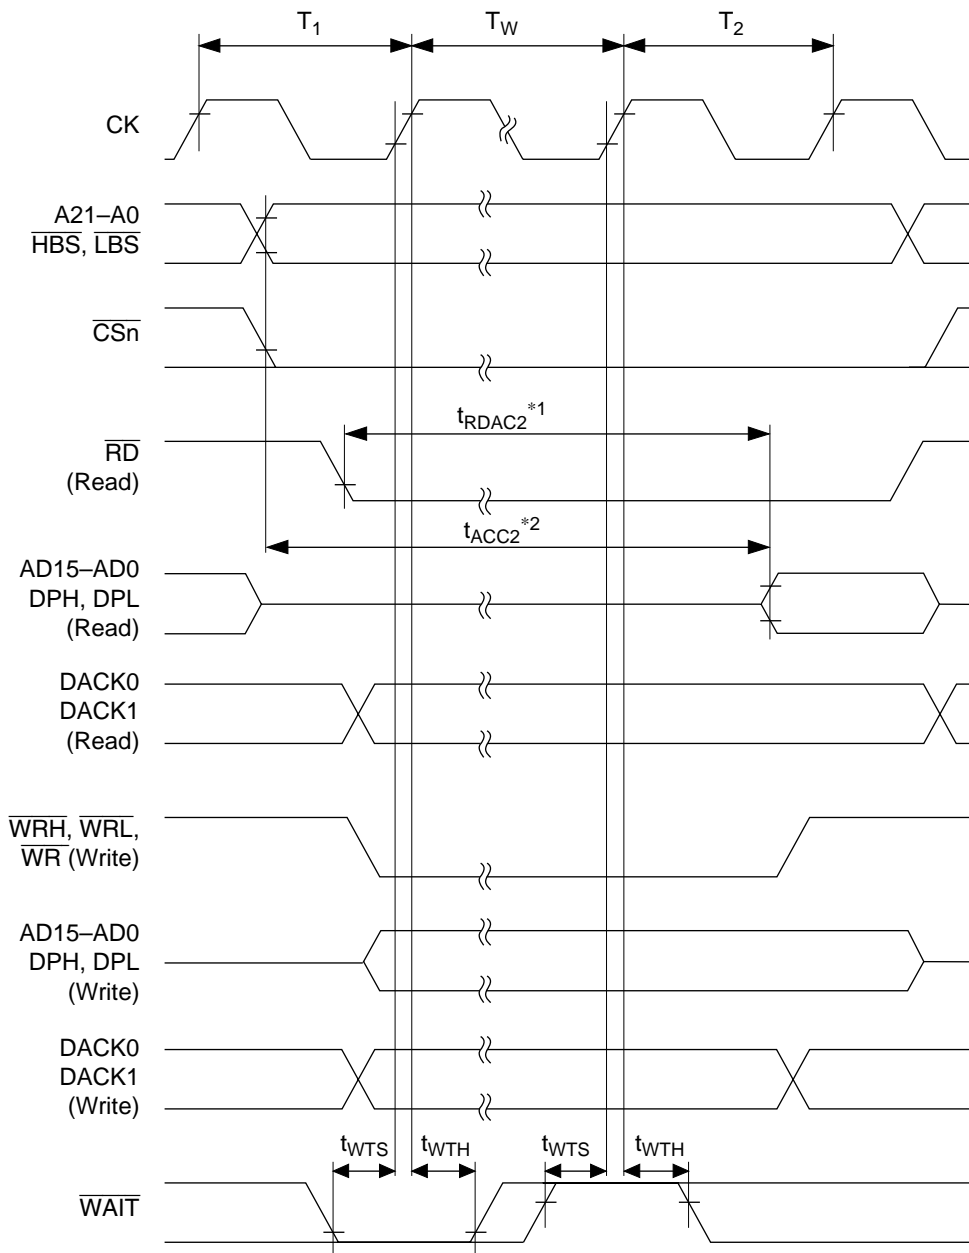 T1 TW T2
CK
A21–A0
HBS, LBS
CSn
tRDAC2*1
RD
(Read)
tACC2*2
AD15–AD0
DPH, DPL
(Read)
DACK0
DACK1
(Read)
WRH, WRL,
WR (Write)
AD15–AD0
DPH, DPL
(Write)
DACK0
DACK1
(Write)
tWTS tWTH tWTS tWTH
WAIT